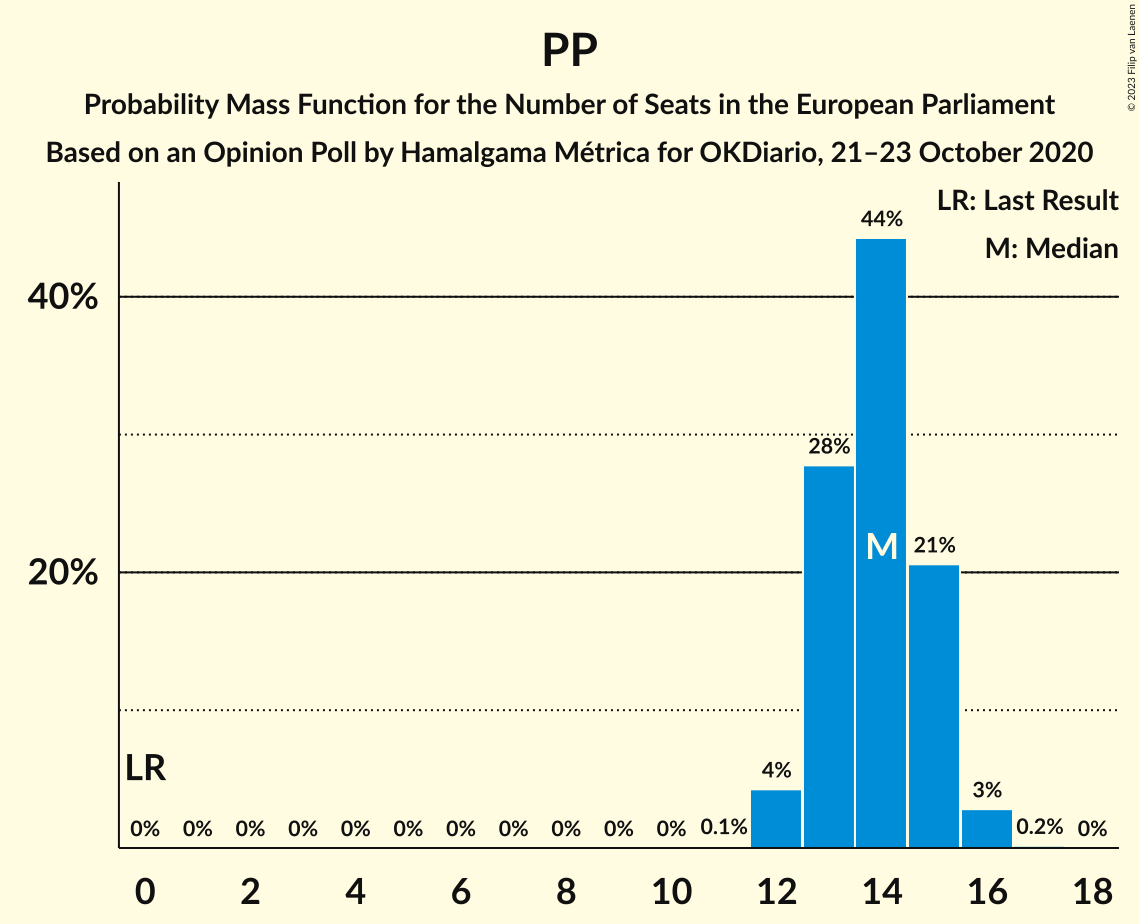 PP
Probability Mass Function for the Number of Seats in the European Parliament
Based on an Opinion Poll by Hamalgama Métrica for OKDiario, 21–23 October 2020
© 2023 Filip van Laenen
LR: Last Result
M: Median
40%
20%
44%
28%
M
21%
LR
4%
3%
0% 0% 0% 0% 0% 0% 0% 0% 0% 0% 0% 0.1% 0.2% 0%
0 2 4 6 8 10 12 14 16 18